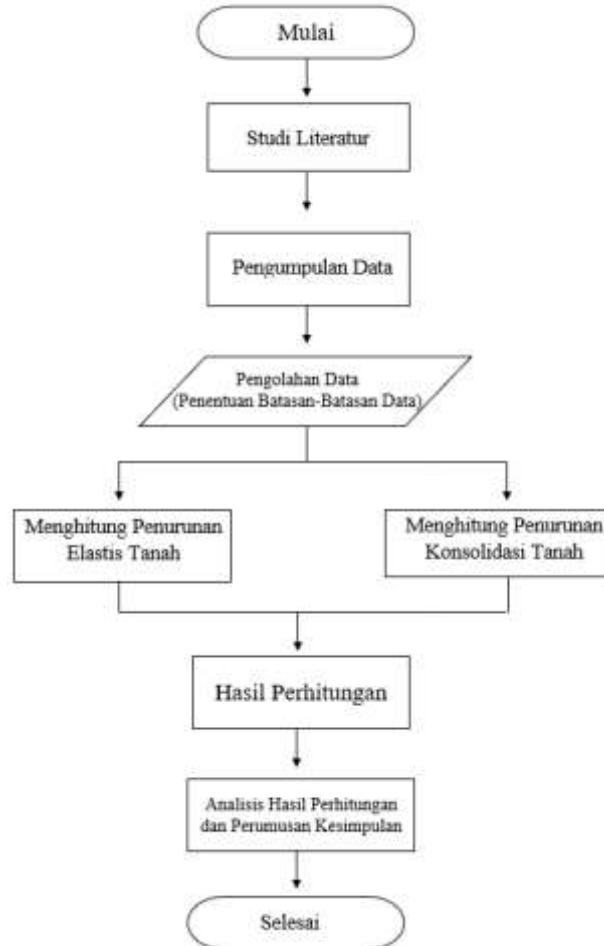 Mulai
Studi Literatur
Pengumpulan Data
Pengolahan Data
(Penentuan Batasan-Batasan Data)
Menghitung Penurunan
Elastis Tanah
Menghitung Penurunan
Konsolidasi Tanah
Hasil Perhitungan
Analisis Hasil Perhitungan
dan Perumusan Kesimpulan
Selesai